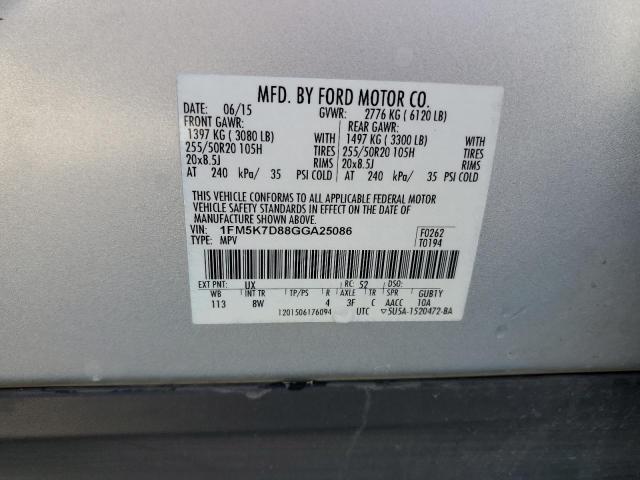 MFD. BY FORD MOTOR CO.
DATE: 06/15 GVWR: 2776 KG ( 6120 LB)
FRONT GAWR: REAR GAWR:
1397 KG ( 3080 LB) WITH 1497 KG ( 3300 LB) WITH
255/50R20 105H TIRES 255/50R20 105H TIRES
20x8.5J RIMS 20x8.5J RIMS
AT 240 kPa/ 35 PSI COLD AT 240 kPa/ 35 PSI COLD
THIS VEHICLE CONFORMS TO ALL APPLICABLE FEDERAL MOTOR
VEHICLE SAFETY STANDARDS IN EFFECT ON THE DATE OF
MANUFACTURE SHOWN ABOVE.
VIN: 1FM5K7D88GGA25086 F0262
TYPE: MPV T0194
EXT PNT: UX RC: 52 DSO:
WB INT TR TP/PS R AXLE TR SPR GUB1Y
113 8W 4 3F C AACC 10A
1201506176094 UTC ▽5U5A-1520472-BA